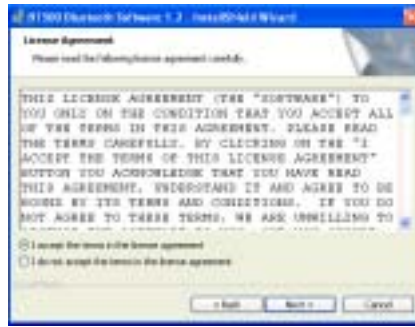 Bluetooth Software 1.2 - InstallShield Wizard
License Agreement
Please read the following license agreement carefully.
THIS LICENSE AGREEMENT (THE "SOFTWARE") TO
YOU ONLY ON THE CONDITION THAT YOU ACCEPT ALL
OF THE TERMS IN THIS AGREEMENT. PLEASE READ
THE TERMS CAREFULLY. BY CLICKING ON THE "I
ACCEPT THE TERMS OF THIS LICENSE AGREEMENT"
BUTTON YOU ACKNOWLEDGE THAT YOU HAVE READ
THIS AGREEMENT, UNDERSTAND IT AND AGREE TO BE
BOUND BY ITS TERMS AND CONDITIONS. IF YOU DO
NOT AGREE TO THESE TERMS, WE ARE UNWILLING TO
I accept the terms in the license agreement
I do not accept the terms in the license agreement
< Back
Next >
Cancel